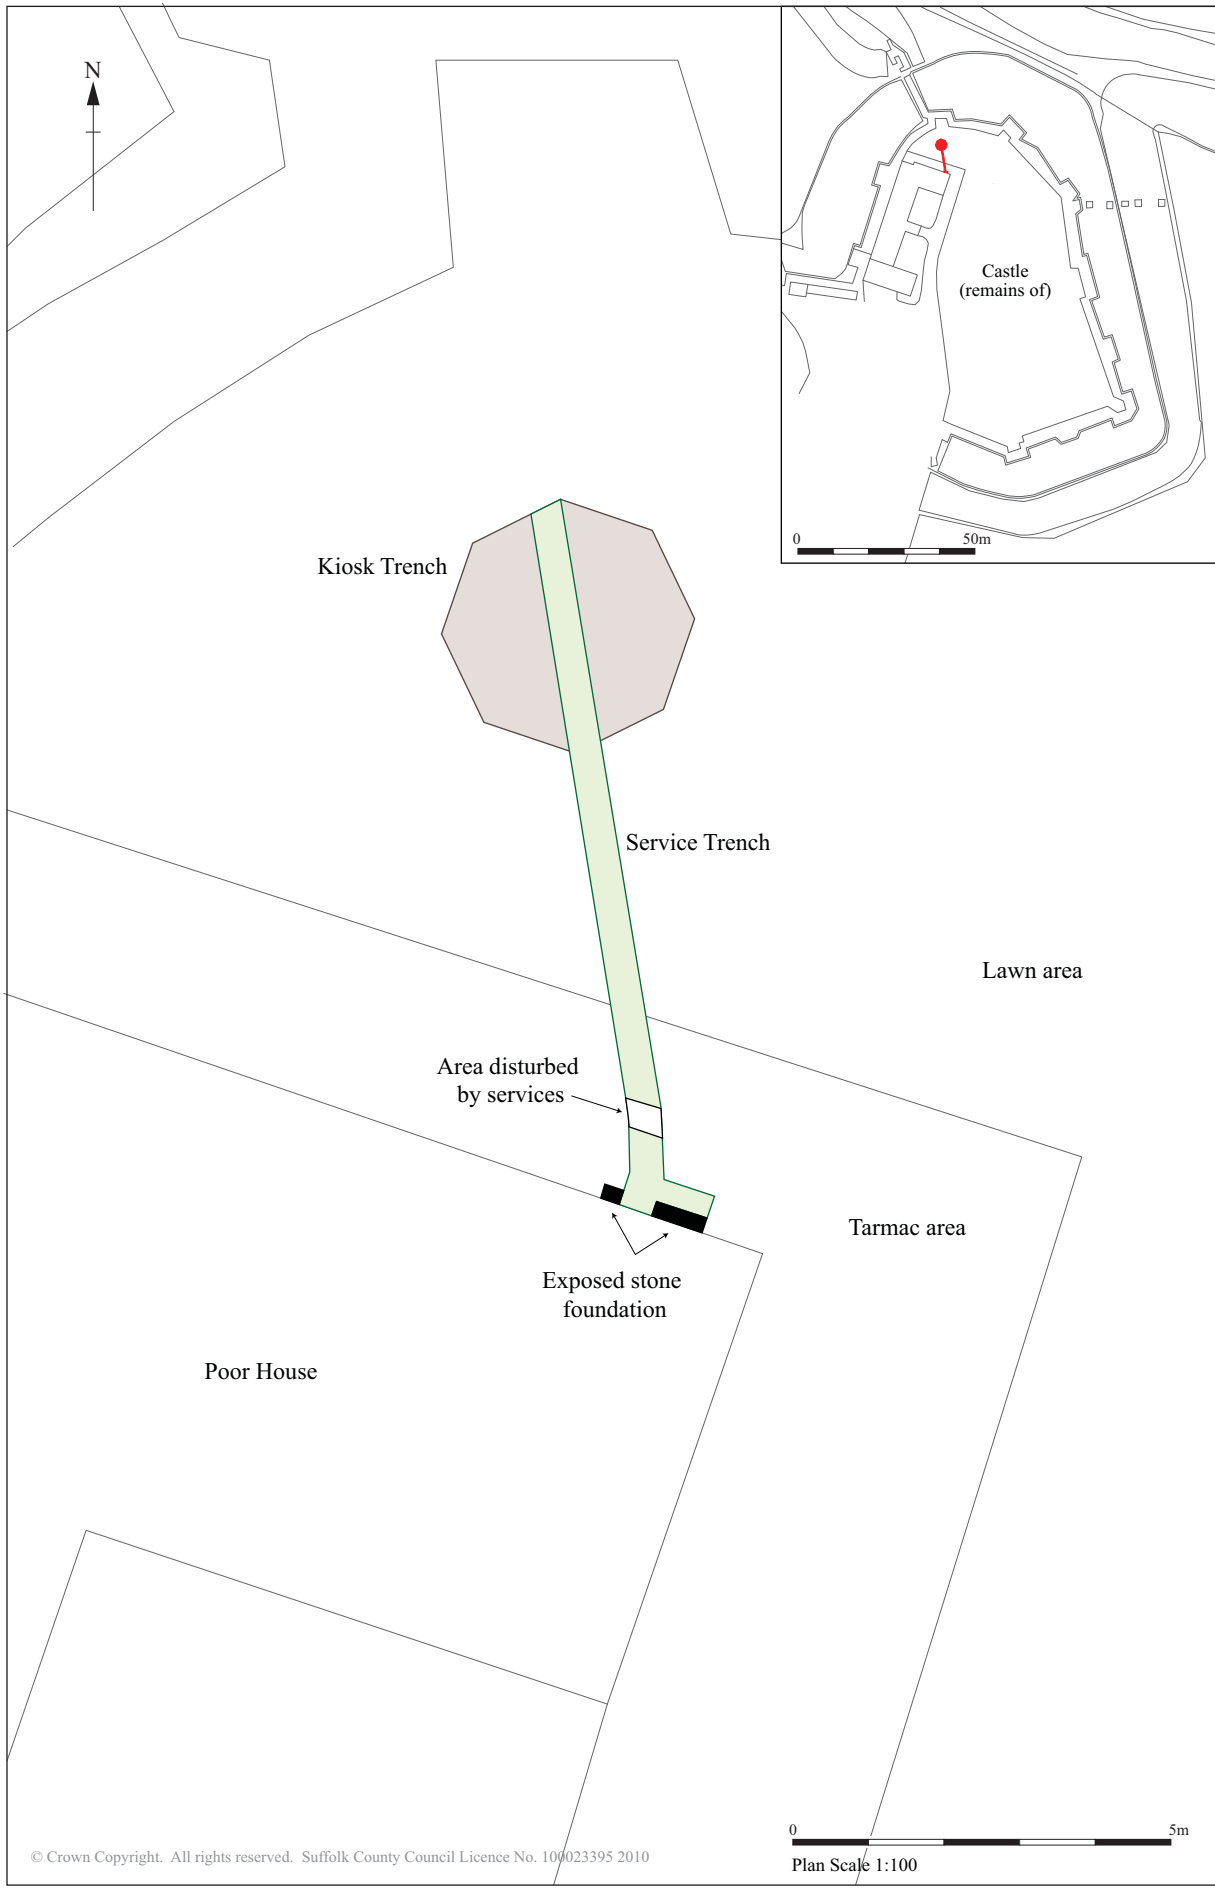 N
Castle
(remains of)
0 50m
Kiosk Trench
Service Trench
Lawn area
Area disturbed
by services
Tarmac area
Exposed stone
foundation
Poor House
0 5m
Plan Scale 1:100
© Crown Copyright. All rights reserved. Suffolk County Council Licence No. 100023395 2010